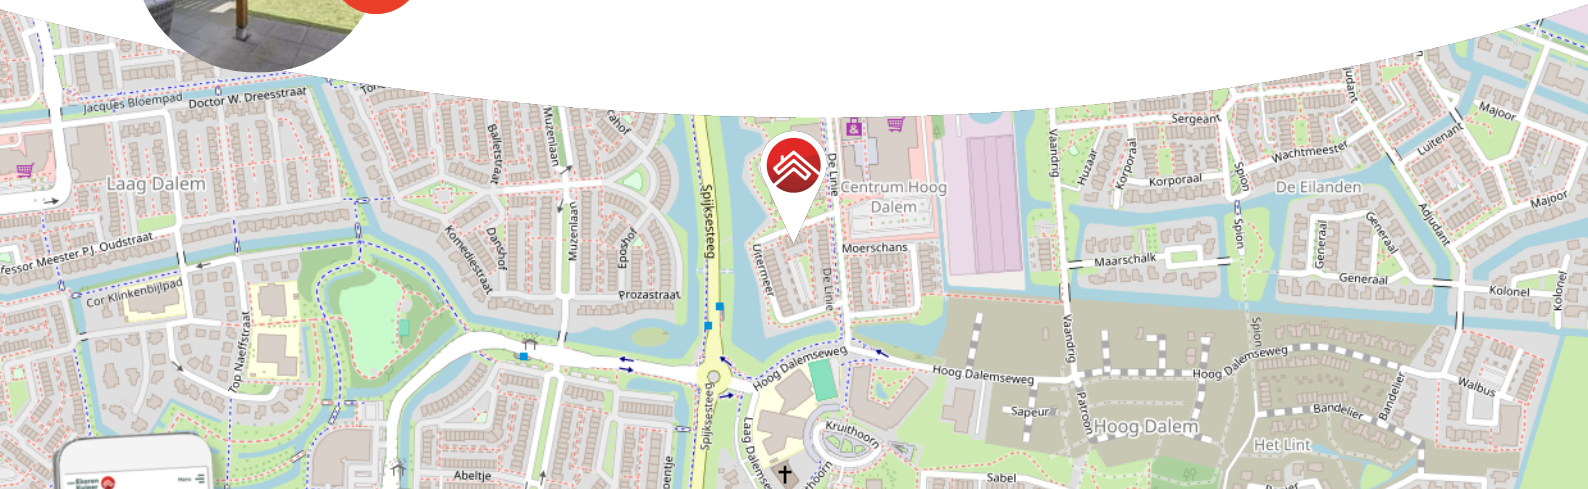 Jacques Bloempad
Doctor W. Dreesstraat
Laag Dalem
fessor Meester P.J. Oudstraat
Cor Klinkenbijlpad
Top Naeffstraat
Balletstraat
Muzenlaan
Komediestraat
Danshof
Muzenlaan
Eposhof
Prozastraat
Spijksesteeg
Spijksesteeg
Abeltje
Uitermeer
De Linie
De Linie
Centrum Hoog
Dalem
Moerschans
Hoog Dalemseweg
Hoog Dalemseweg
Hoog Dalemseweg
Laag Dalemse
Kruithoorn
Vaandrig
Vaandrig
Huzaar
Korporaal
Korporaal
Sergeant
Wachtmeester
Spion
Spion
Spion
De Eilanden
Maarschalk
Generaal
Generaal
Generaal
Adjudant
Luitenant
Majoor
Majoor
Kolonel
Kolonel
Sapeur
Patroon
Hoog Dalem
Het Lint
Bandelier
Bandelier
Walbus
Sabel
Menu